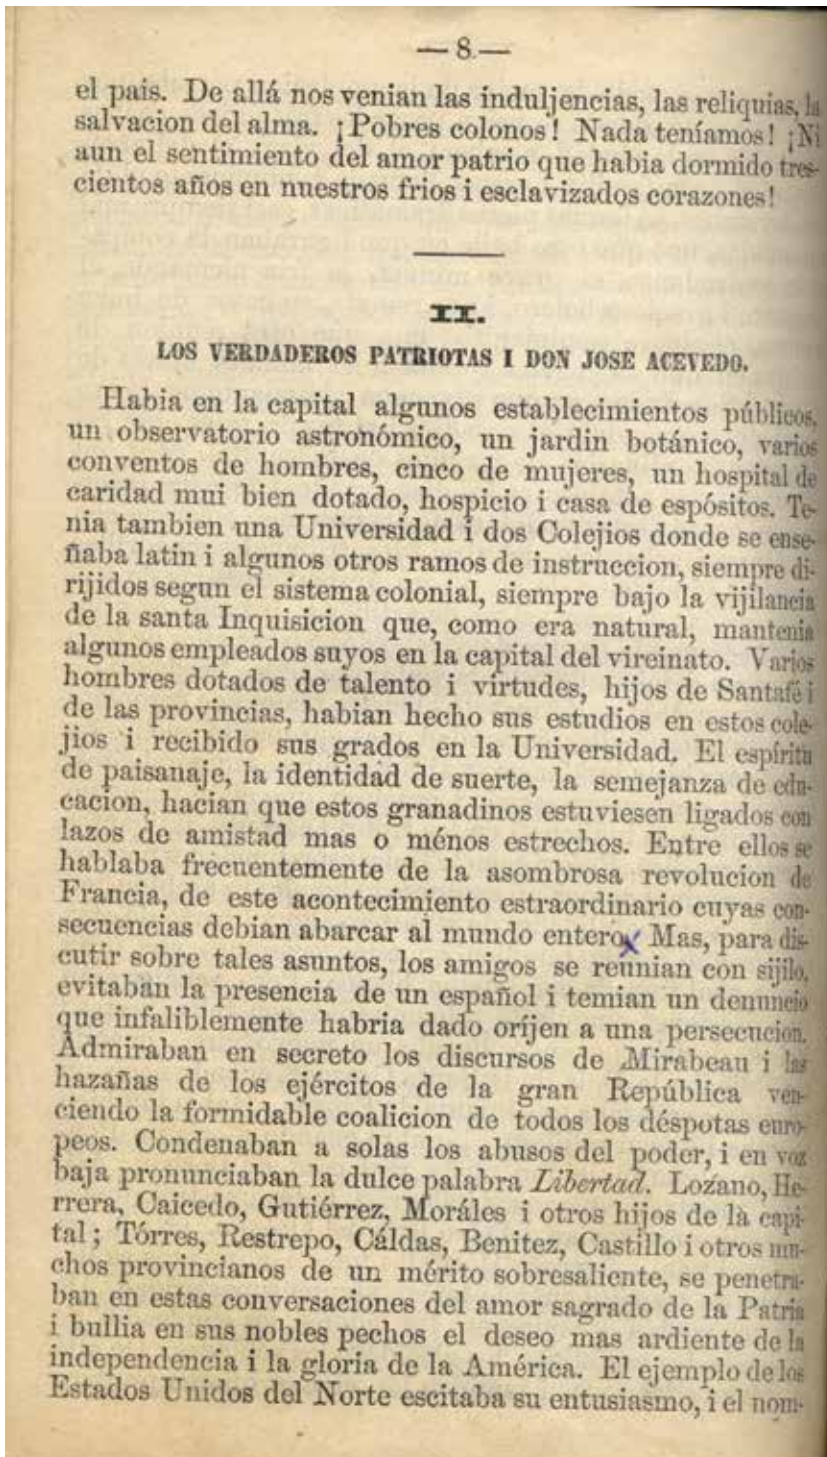 —8.—
el pais. De allá nos venian las induljencias, las reliquias, la
salvacion del alma. ¡Pobres colonos! Nada teníamos! ¡Ni
aun el sentimiento del amor patrio que habia dormido tres-
cientos años en nuestros frios i esclavizados corazones!
II.
LOS VERDADEROS PATRIOTAS I DON JOSE ACEVEDO.
Habia en la capital algunos establecimientos públicos,
un observatorio astronómico, un jardin botánico, varios
conventos de hombres, cinco de mujeres, un hospital de
caridad mui bien dotado, hospicio i casa de espósitos. Te-
nia tambien una Universidad i dos Colejios donde se ense-
ñaba latin i algunos otros ramos de instruccion, siempre di-
rijidos segun el sistema colonial, siempre bajo la vijilancia
de la santa Inquisicion que, como era natural, mantenia
algunos empleados suyos en la capital del vireinato. Varios
hombres dotados de talento i virtudes, hijos de Santafé i
de las provincias, habian hecho sus estudios en estos cole-
jios i recibido sus grados en la Universidad. El espíritu
de paisanaje, la identidad de suerte, la semejanza de edu-
cacion, hacian que estos granadinos estuviesen ligados con
lazos de amistad mas o ménos estrechos. Entre ellos se
hablaba frecuentemente de la asombrosa revolucion de
Francia, de este acontecimiento estraordinario cuyas con-
secuencias debian abarcar al mundo entero. Mas, para dis-
cutir sobre tales asuntos, los amigos se reunian con sijilo,
evitaban la presencia de un español i temian un denuncio
que infaliblemente habria dado oríjen a una persecucion.
Admiraban en secreto los discursos de Mirabeau i las
hazañas de los ejércitos de la gran República ven-
ciendo la formidable coalicion de todos los déspotas euro-
peos. Condenaban a solas los abusos del poder, i en voz
baja pronunciaban la dulce palabra Libertad. Lozano, He-
rrera, Caicedo, Gutiérrez, Moráles i otros hijos de la capi-
tal; Tórres, Restrepo, Cáldas, Benitez, Castillo i otros mu-
chos provincianos de un mérito sobresaliente, se penetra-
ban en estas conversaciones del amor sagrado de la Patria
i bullia en sus nobles pechos el deseo mas ardiente de la
independencia i la gloria de la América. El ejemplo de los
Estados Unidos del Norte escitaba su entusiasmo, i el nom-